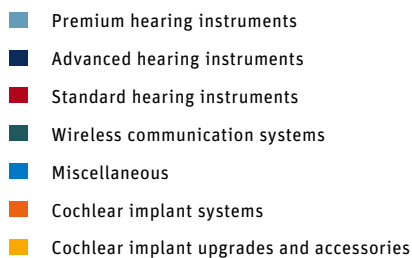 Premium hearing instruments
Advanced hearing instruments
Standard hearing instruments
Wireless communication systems
Miscellaneous
Cochlear implant systems
Cochlear implant upgrades and accessories